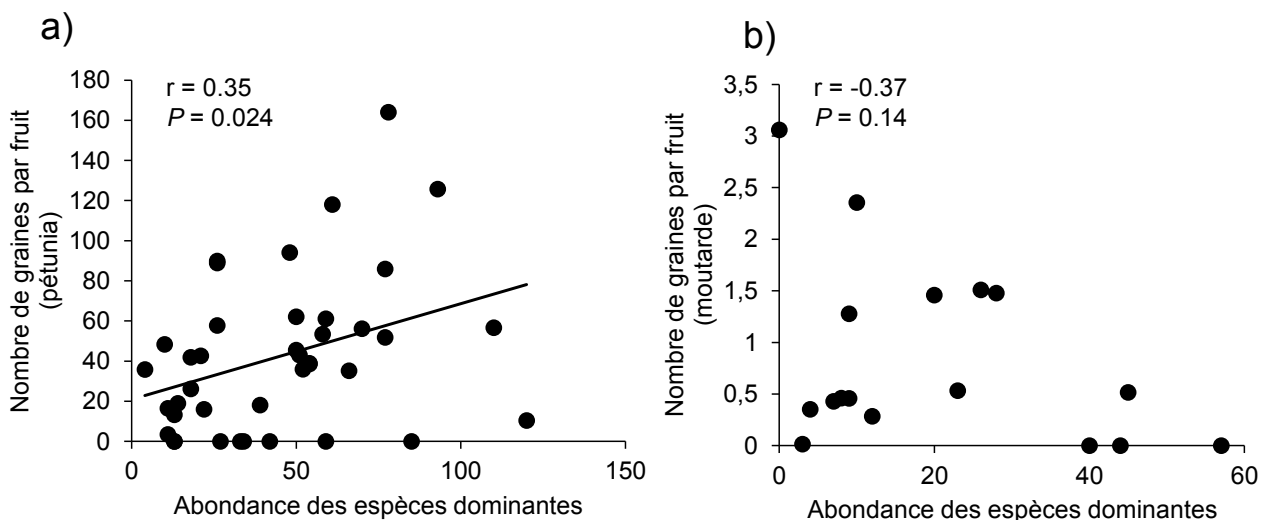 a)
r = 0.35
P = 0.024
Nombre de graines par fruit
(pétunia)
180
160
140
120
100
80
60
40
20
0
0
50
100
150
Abondance des espèces dominantes
b)
r = -0.37
P = 0.14
Nombre de graines par fruit
(moutarde)
3,5
3
2,5
2
1,5
1
0,5
0
0
20
40
60
Abondance des espèces dominantes